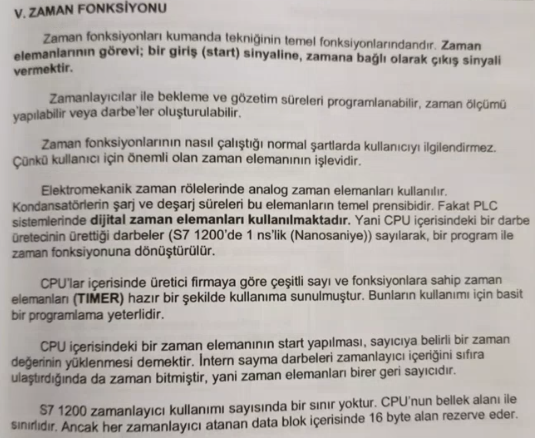 V. ZAMAN FONKSİYONU
Zaman fonksiyonları kumanda tekniğinin temel fonksiyonlarındandır. Zaman
elemanlarının görevi; bir giriş (start) sinyaline, zamana bağlı olarak çıkış sinyali
vermektir.
Zamanlayıcılar ile bekleme ve gözetim süreleri programlanabilir, zaman ölçümü
yapılabilir veya darbe'ler oluşturulabilir.
Zaman fonksiyonlarının nasıl çalıştığı normal şartlarda kullanıcıyı ilgilendirmez.
Çünkü kullanıcı için önemli olan zaman elemanının işlevidir.
Elektromekanik zaman rölelerinde analog zaman elemanları kullanılır.
Kondansatörlerin şarj ve deşarj süreleri bu elemanların temel prensibidir. Fakat PLC
sistemlerinde dijital zaman elemanları kullanılmaktadır. Yani CPU içerisindeki bir darbe
üretecinin ürettiği darbeler (S7 1200'de 1 ns'lik (Nanosaniye)) sayılarak, bir program ile
zaman fonksiyonuna dönüştürülür.
CPU'lar içerisinde üretici firmaya göre çeşitli sayı ve fonksiyonlara sahip zaman
elemanları (TIMER) hazır bir şekilde kullanıma sunulmuştur. Bunların kullanımı için basit
bir programlama yeterlidir.
CPU içerisindeki bir zaman elemanının start yapılması, sayıcıya belirli bir zaman
değerinin yüklenmesi demektir. İntern sayma darbeleri zamanlayıcı içeriğini sıfıra
ulaştırdığında da zaman bitmiştir, yani zaman elemanları birer geri sayıcıdır.
S7 1200 zamanlayıcı kullanımı sayısında bir sınır yoktur. CPU'nun bellek alanı ile
sınırlıdır. Ancak her zamanlayıcı atanan data blok içerisinde 16 byte alan rezerve eder.